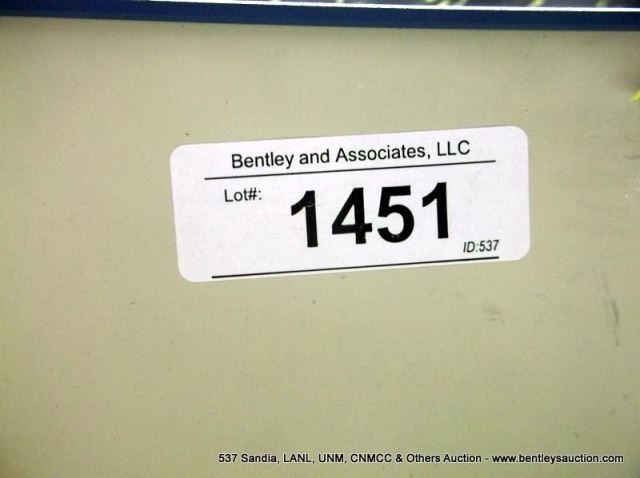 Bentley and Associates, LLC
Lot#:
1451
ID:537
537 Sandia, LANL, UNM, CNMCC & Others Auction - www.bentleysauction.com